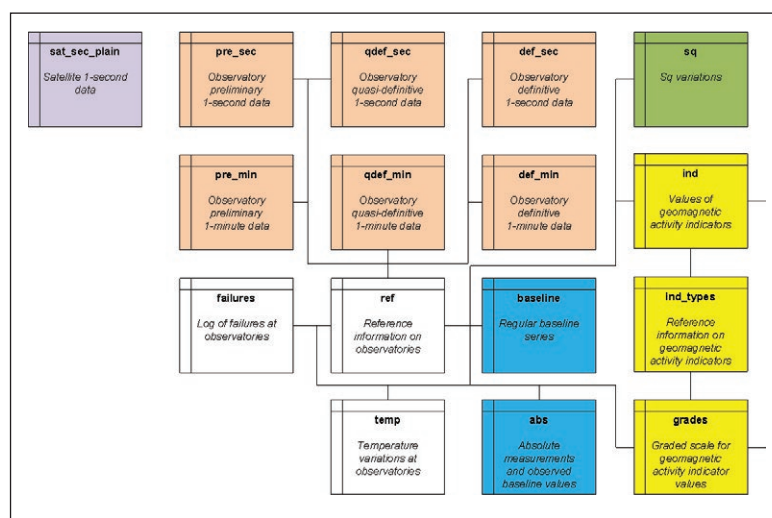 sat_sec_plain
Satellite 1-second
data
pre_sec
Observatory
preliminary
1-second data
qdef_sec
Observatory
quasi-definitive
1-second data
def_sec
Observatory
definitive
1-second data
sq
Sq variations
pre_min
Observatory
preliminary
1-minute data
qdef_min
Observatory
quasi-definitive
1-minute data
def_min
Observatory
definitive
1-minute data
ind
Values of
geomagnetic
activity indicators
failures
Log of failures at
observatories
ref
Reference
information on
observatories
baseline
Regular baseline
series
ind_types
Reference
information on
geomagnetic
activity indicators
temp
Temperature
variations at
observatories
abs
Absolute
measurements
and observed
baseline values
grades
Graded scale for
geomagnetic
activity indicator
values